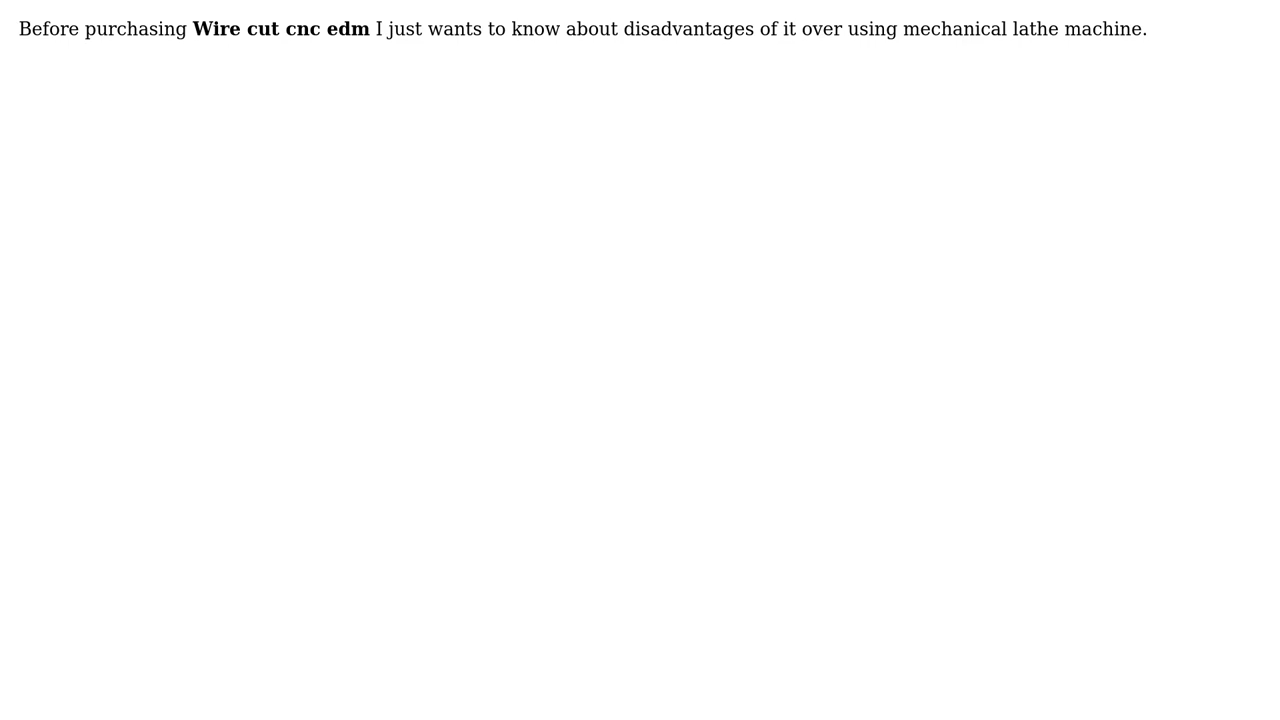 Before purchasing Wire cut cnc edm I just wants to know about disadvantages of it over using mechanical lathe machine.